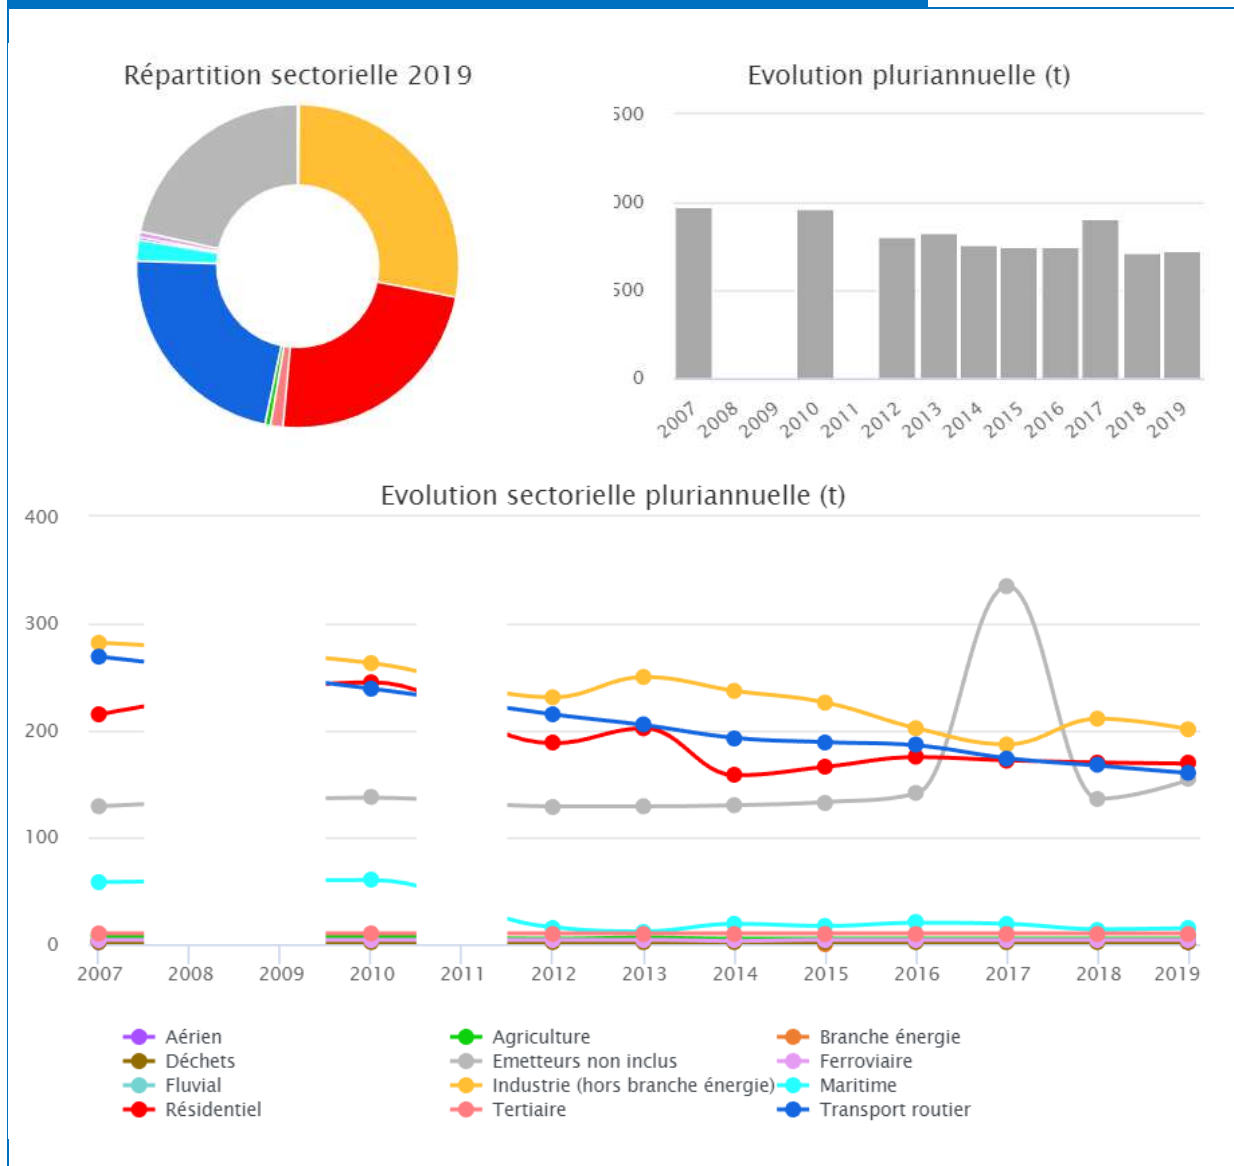 Répartition sectorielle 2019
Evolution pluriannuelle (t)
500
000
500
0
2007 2008 2009 2010 2011 2012 2013 2014 2015 2016 2017 2018 2019
Evolution sectorielle pluriannuelle (t)
400
300
200
100
0
2007 2008 2009 2010 2011 2012 2013 2014 2015 2016 2017 2018 2019
Aérien Agriculture Branche énergie
Déchets Emetteurs non inclus Ferroviaire
Fluvial Industrie (hors branche énergie) Maritime
Résidentiel Tertiaire Transport routier